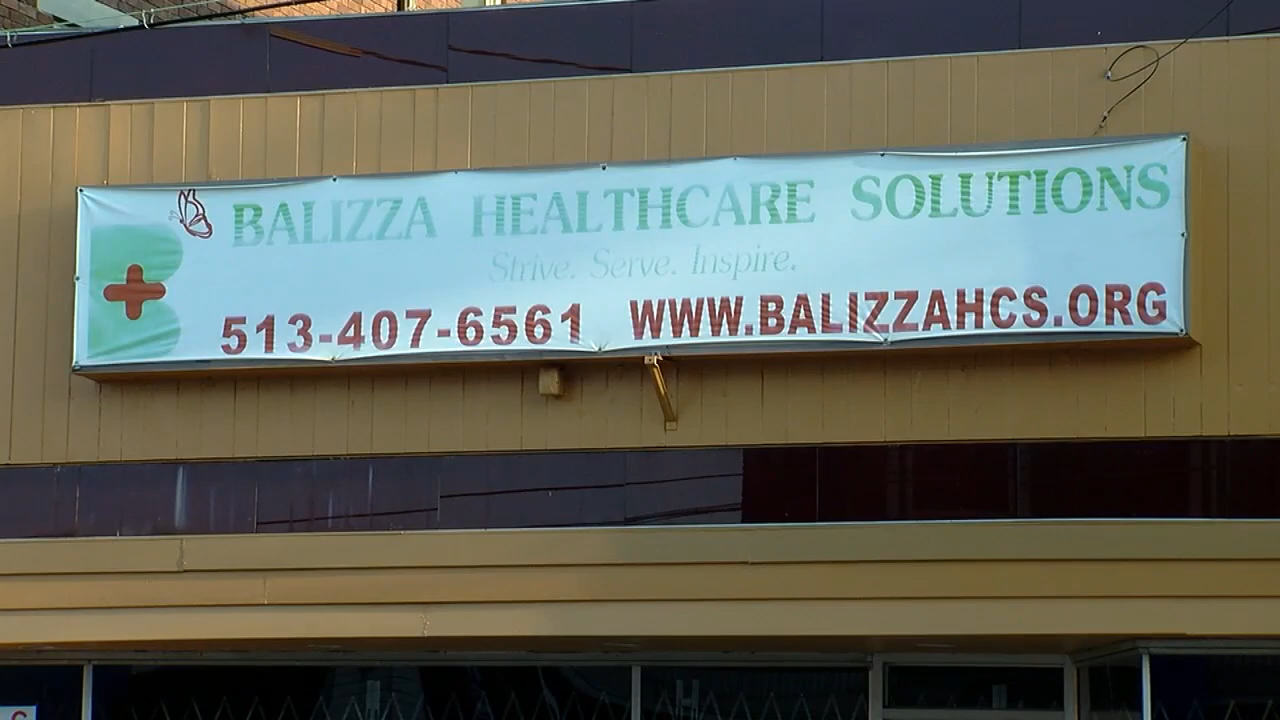 BALIZZA HEALTHCARE SOLUTIONS
Strive. Serve. Inspire.
513-407-6561 WWW.BALIZZAHCS.ORG